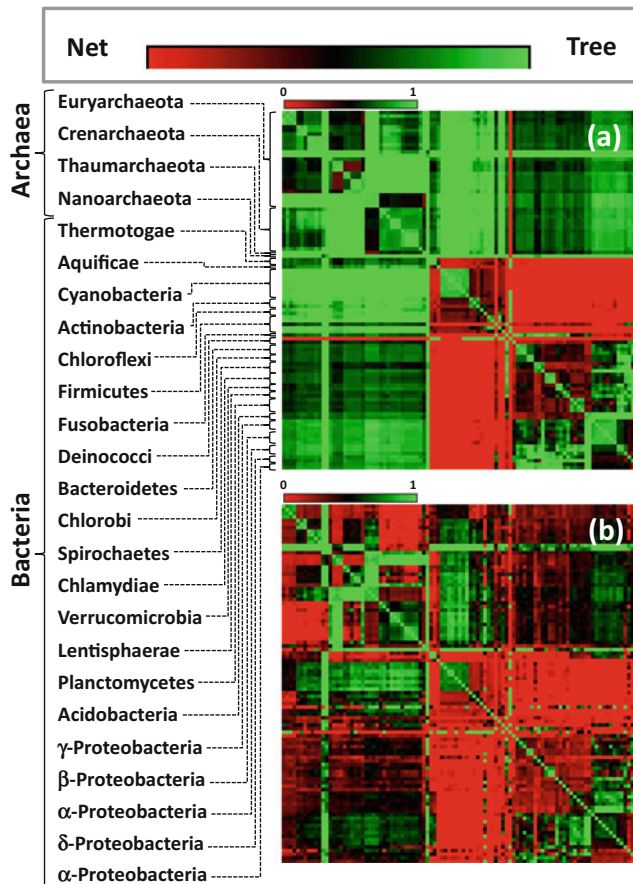 Net Tree
0 1
(a)
Archaea
Euryarchaeota
Crenarchaeota
Thaumarchaeota
Nanoarchaeota
Bacteria
Thermotogae
Aquificae
Cyanobacteria
Actinobacteria
Chloroflexi
Firmicutes
Fusobacteria
Deinococci
Bacteroidetes
Chlorobi
Spirochaetes
Chlamydiae
Verrucomicrobia
Lentisphaerae
Planctomycetes
Acidobacteria
γ-Proteobacteria
β-Proteobacteria
α-Proteobacteria
δ-Proteobacteria
α-Proteobacteria
0 1
(b)